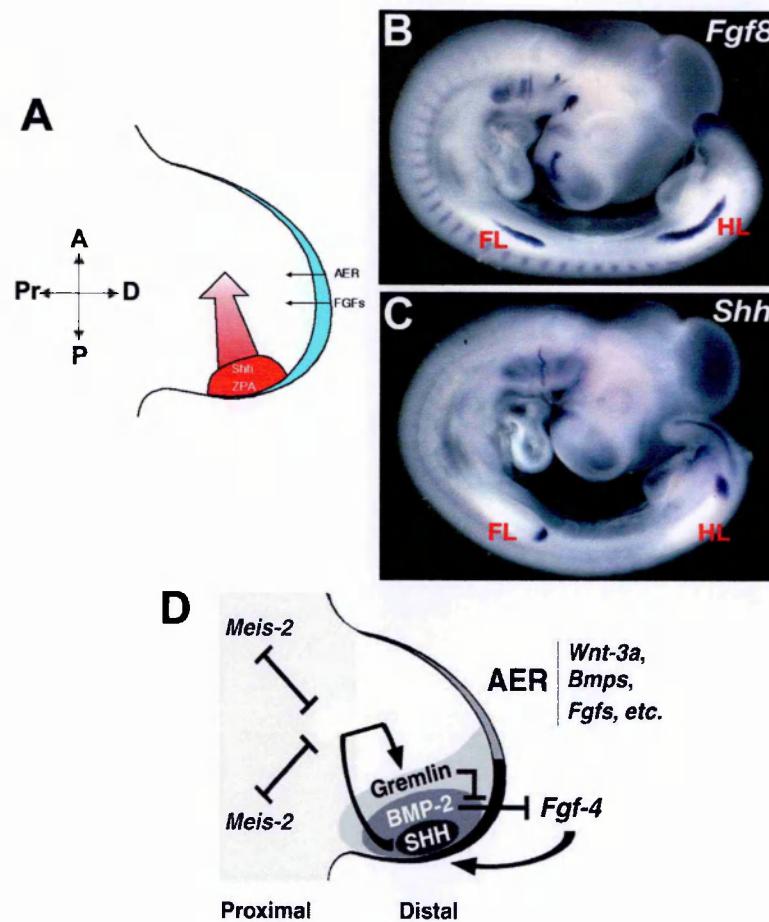 A
A
Pr
D
P
AER
FGFs
Shh
ZPA
B
Fgf8
FL
HL
C
Shh
FL
HL
D
Meis-2
Meis-2
AER
Wnt-3a,
Bmps,
Fgfs, etc.
Gremlin
BMP-2
SHH
Fgf-4
Proximal
Distal